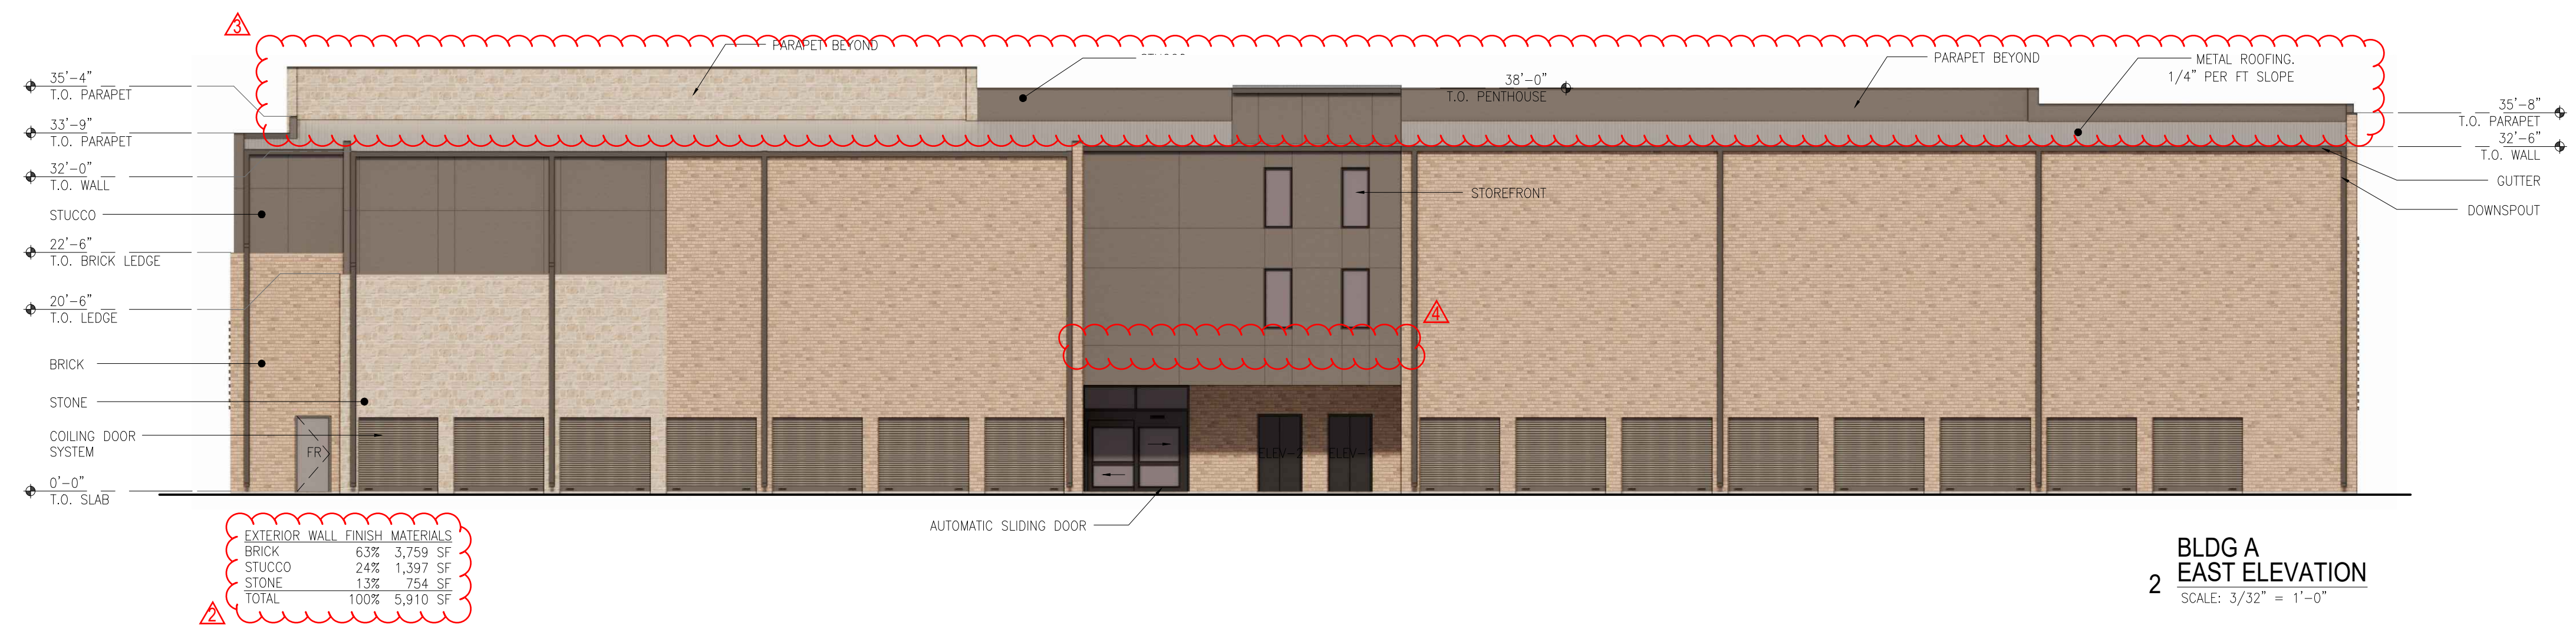 3
PARAPET BEYOND
PARAPET BEYOND
METAL ROOFING.
1/4" PER FT SLOPE
38'-0"
T.O. PENTHOUSE
35'-4"
T.O. PARAPET
33'-9"
T.O. PARAPET
32'-0"
T.O. WALL
STUCCO
22'-6"
T.O. BRICK LEDGE
20'-6"
T.O. LEDGE
BRICK
STONE
COILING DOOR
SYSTEM
0'-0"
T.O. SLAB
FR
STOREFRONT
4
ELEV-2
ELEV-1
35'-8"
T.O. PARAPET
32'-6"
T.O. WALL
GUTTER
DOWNSPOUT
AUTOMATIC SLIDING DOOR
EXTERIOR WALL FINISH MATERIALS
BRICK 63% 3,759 SF
STUCCO 24% 1,397 SF
STONE 13% 754 SF
TOTAL 100% 5,910 SF
2
BLDG A
2 EAST ELEVATION
SCALE: 3/32" = 1'-0"